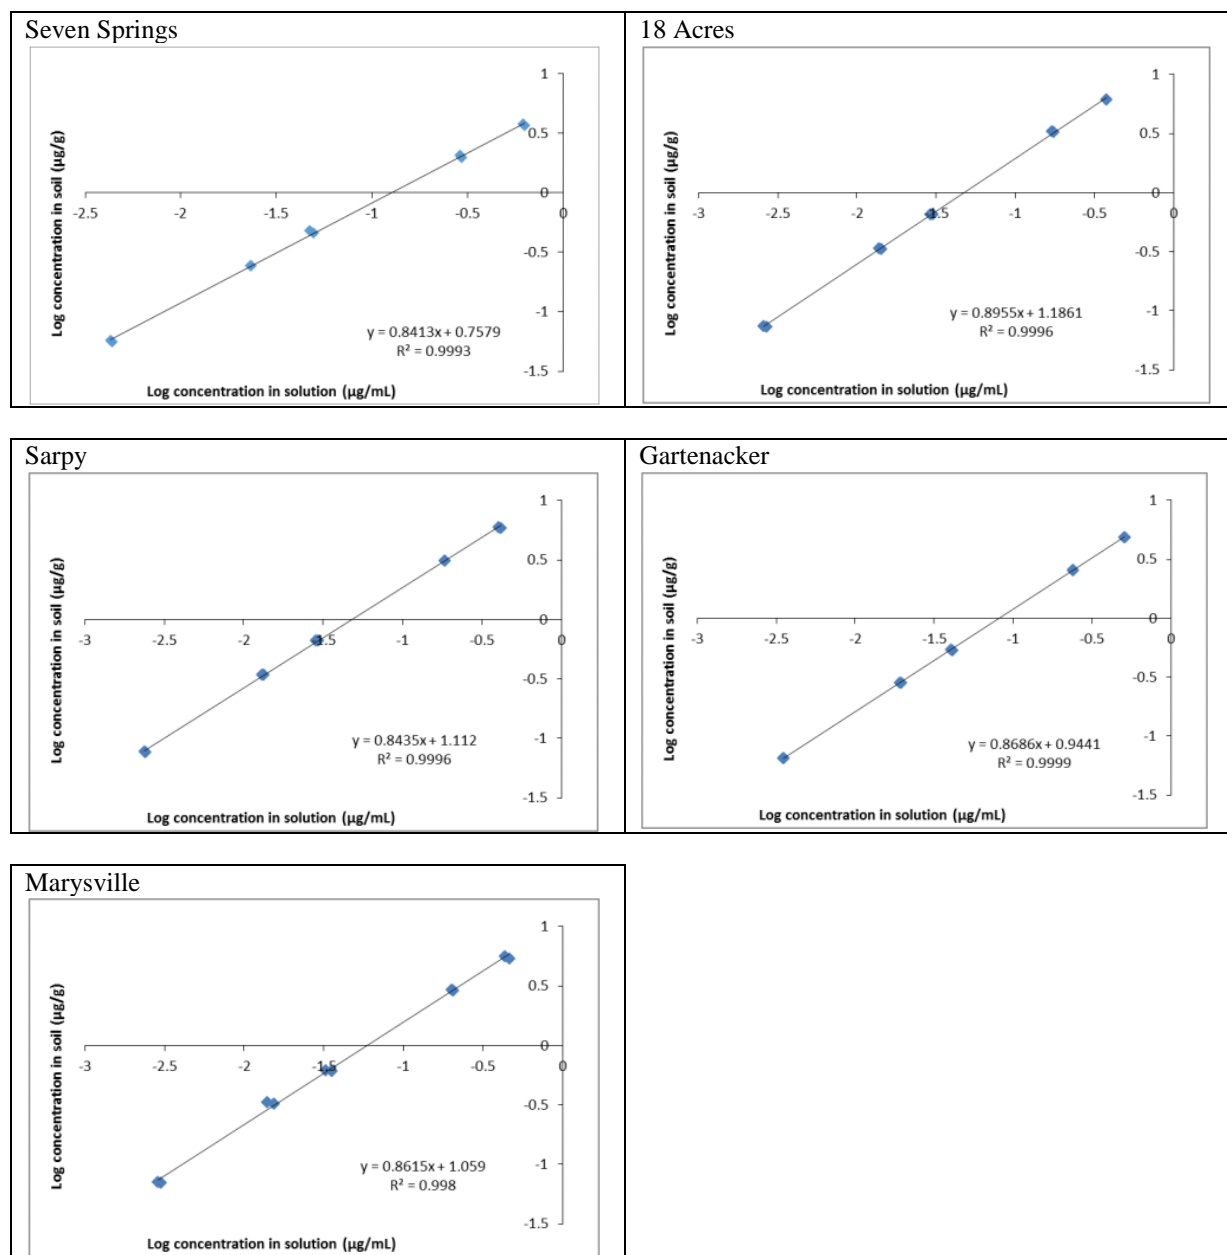 Seven Springs
Log concentration in soil (µg/g)
1
0.5
0
-2.5
-2
-1.5
-1
-0.5
0
-0.5
-1
-1.5
y = 0.8413x + 0.7579
R² = 0.9993
Log concentration in solution (µg/mL)
18 Acres
Log concentration in soil (µg/g)
1
0.5
0
-3
-2.5
-2
-1.5
-1
-0.5
0
-0.5
-1
-1.5
y = 0.8955x + 1.1861
R² = 0.9996
Log concentration in solution (µg/mL)
Sarpy
Log concentration in soil (µg/g)
1
0.5
0
-3
-2.5
-2
-1.5
-1
-0.5
0
-0.5
-1
-1.5
y = 0.8435x + 1.112
R² = 0.9996
Log concentration in solution (µg/mL)
Gartenacker
Log concentration in soil (µg/g)
1
0.5
0
-3
-2.5
-2
-1.5
-1
-0.5
0
-0.5
-1
-1.5
y = 0.8686x + 0.9441
R² = 0.9999
Log concentration in solution (µg/mL)
Marysville
Log concentration in soil (µg/g)
1
0.5
0
-3
-2.5
-2
-1.5
-1
-0.5
0
-0.5
-1
-1.5
y = 0.8615x + 1.059
R² = 0.998
Log concentration in solution (µg/mL)